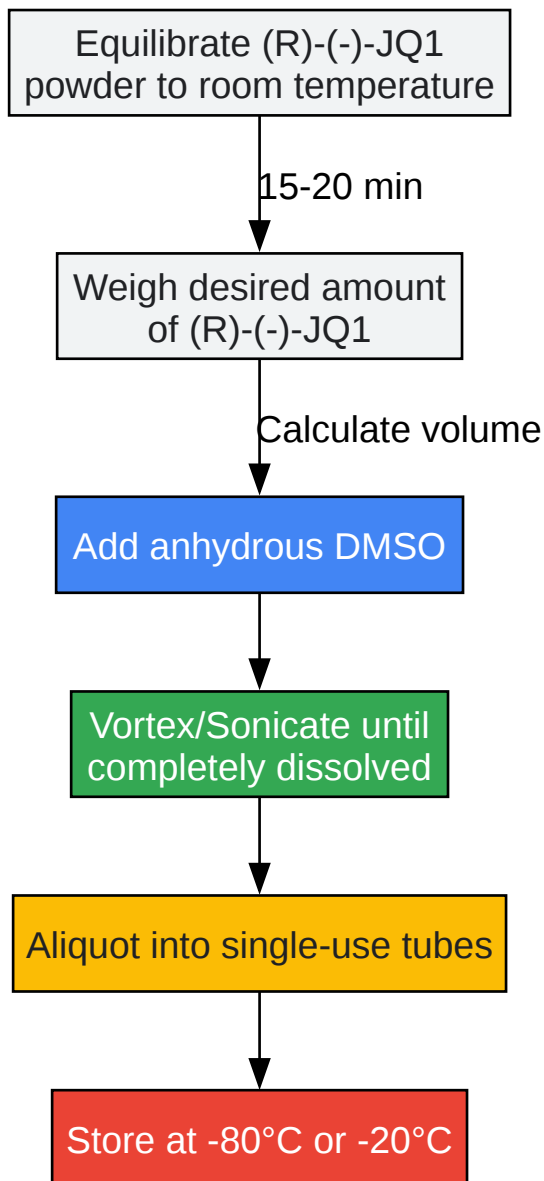 Equilibrate (R)-(-)-JQ1
powder to room temperature
15-20 min
Weigh desired amount
of (R)-(-)-JQ1
Calculate volume
Add anhydrous DMSO
Vortex/Sonicate until
completely dissolved
Aliquot into single-use tubes
Store at -80°C or -20°C